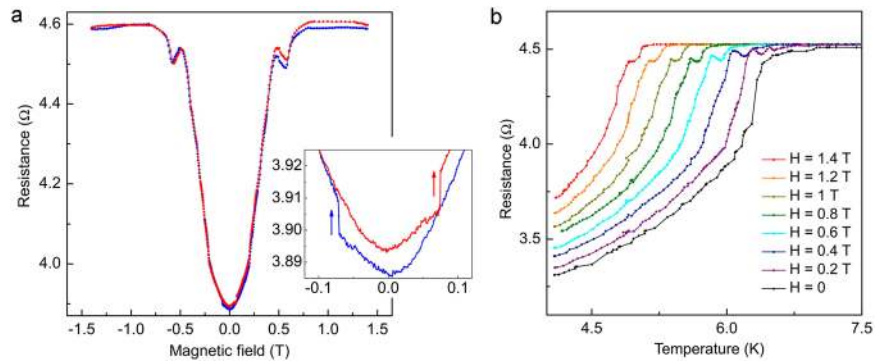 a
Resistance (Ω)
4.6
4.4
4.2
4.0
-1.5 -1.0 -0.5 0.0 0.5 1.0 1.5
Magnetic field (T)
3.92
3.91
3.90
3.89
-0.1 0.0 0.1
b
Resistance (Ω)
4.5
4.0
3.5
4.5 6.0 7.5
Temperature (K)
H = 1.4 T
H = 1.2 T
H = 1 T
H = 0.8 T
H = 0.6 T
H = 0.4 T
H = 0.2 T
H = 0